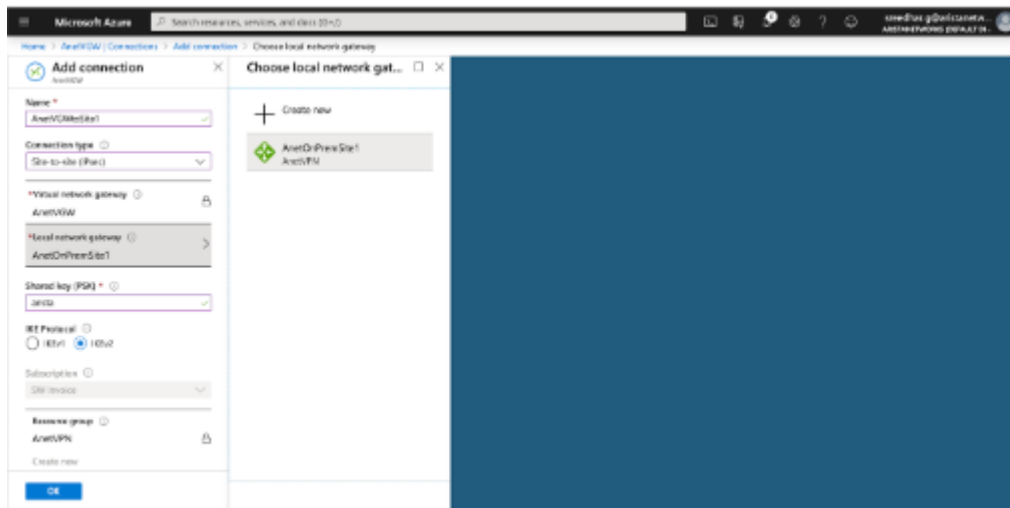 Microsoft Azure
Search resources, services, and docs (G+/)
Home > AnetVGW | Connections > Add connection > Choose local network gateway
Add connection
AnetVGW
Choose local network gat...
Name *
Create new
Connection type
AnetOnPremSite1
AnetVPN
Site-to-site (IPsec)
*Virtual network gateway
AnetVGW
*Local network gateway
AnetOnPremSite1
Shared key (PSK) *
arista
IKE Protocol
IKEv1 IKEv2
Subscription
SW Invoice
Resource group
AnetVPN
Create new
OK